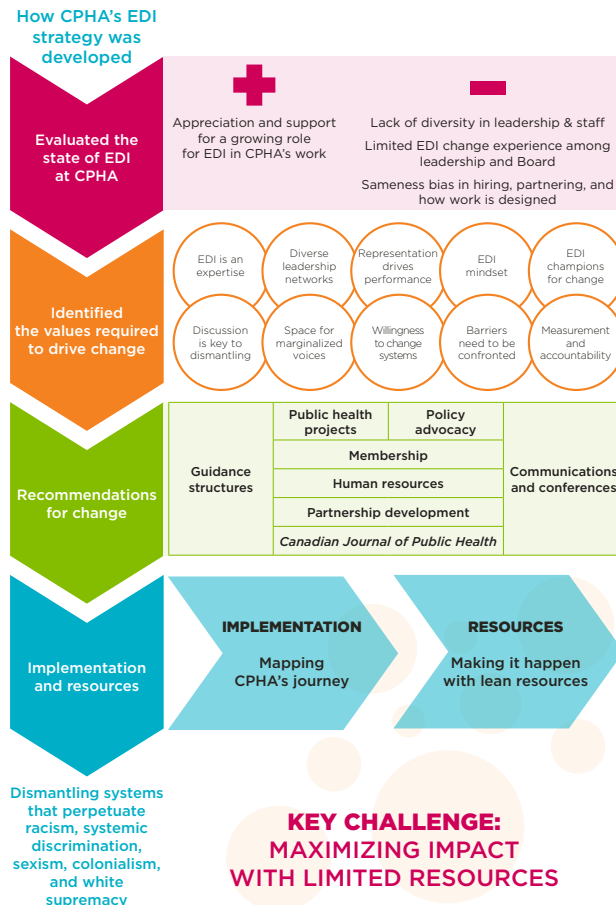 How CPHA’s EDI
strategy was
developed
Evaluated the
state of EDI
at CPHA
Appreciation and support
for a growing role
for EDI in CPHA’s work
Lack of diversity in leadership & staff
Limited EDI change experience among
leadership and Board
Sameness bias in hiring, partnering, and
how work is designed
Identified
the values required
to drive change
EDI is an
expertise
Diverse
leadership
networks
Representation
drives
performance
EDI
mindset
EDI
champions
for change
Discussion
is key to
dismantling
Space for
marginalized
voices
Willingness
to change
systems
Barriers
need to be
confronted
Measurement
and
accountability
Recommendations
for change
Guidance
structures
Public health
projects
Policy
advocacy
Membership
Human resources
Partnership development
Canadian Journal of Public Health
Communications
and conferences
Implementation
and resources
IMPLEMENTATION
Mapping
CPHA’s journey
RESOURCES
Making it happen
with lean resources
Dismantling systems
that perpetuate
racism, systemic
discrimination,
sexism, colonialism,
and white
supremacy
KEY CHALLENGE:
MAXIMIZING IMPACT
WITH LIMITED RESOURCES